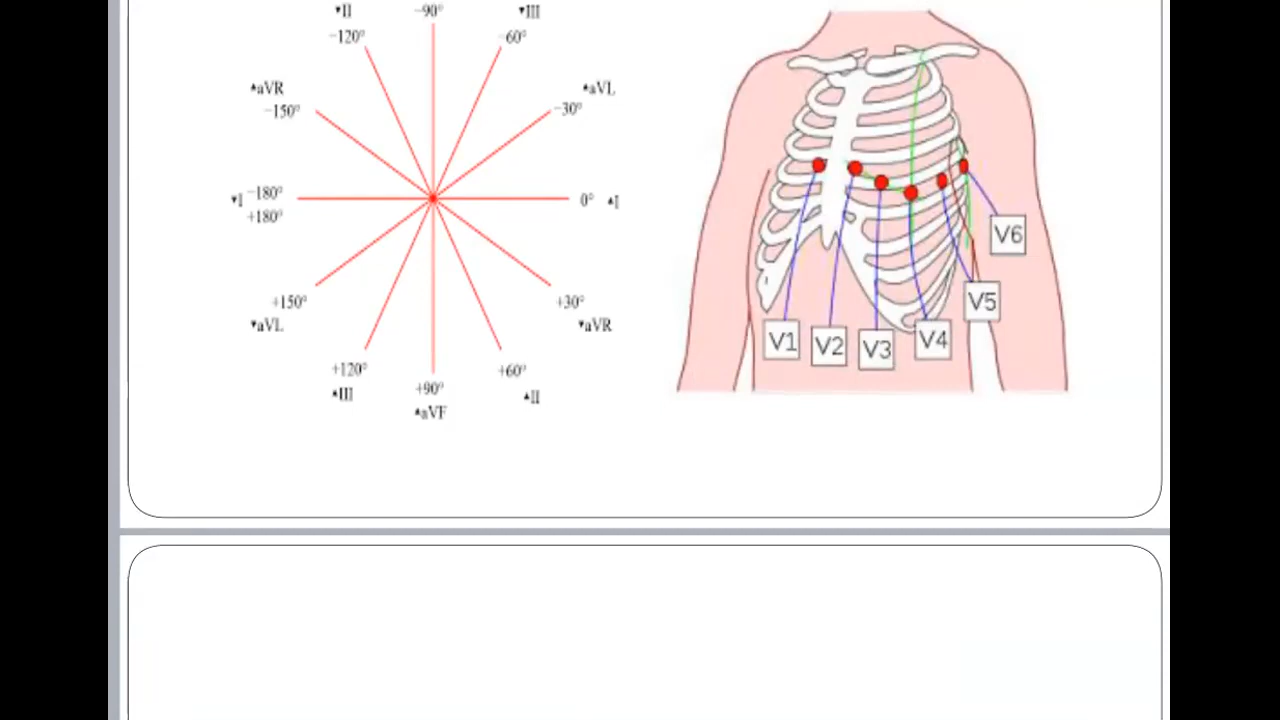 ▾II
−90°
▾III
−120°
−60°
▴aVR
▴aVL
−150°
−30°
▾I
−180°
+180°
0°
▴I
+150°
+30°
▾aVL
▾aVR
+120°
+60°
▴III
+90°
▴II
▴aVF
V6
V5
V1
V2
V3
V4